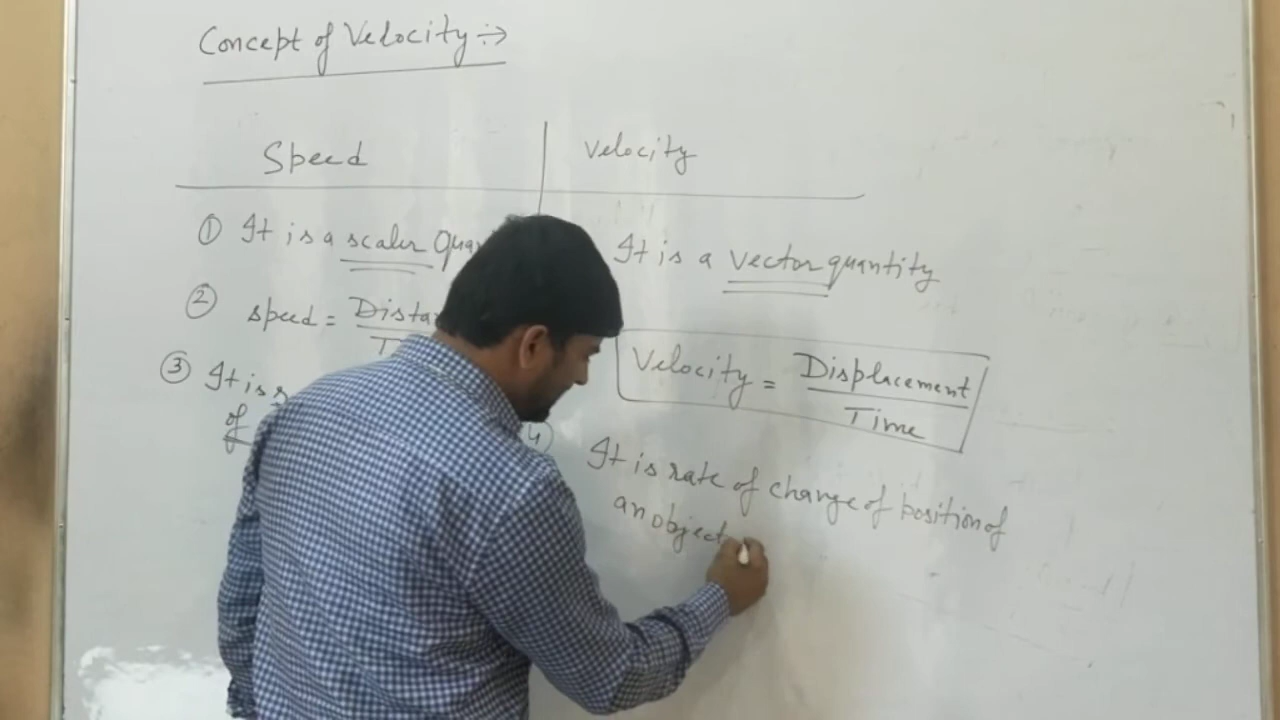 Concept of Velocity :→
Speed
Velocity
① It is a scaler
It is a vector quantity
② speed =
Velocity = Displacement
Time
③ It is
of
④ It is rate of change of position of
an object